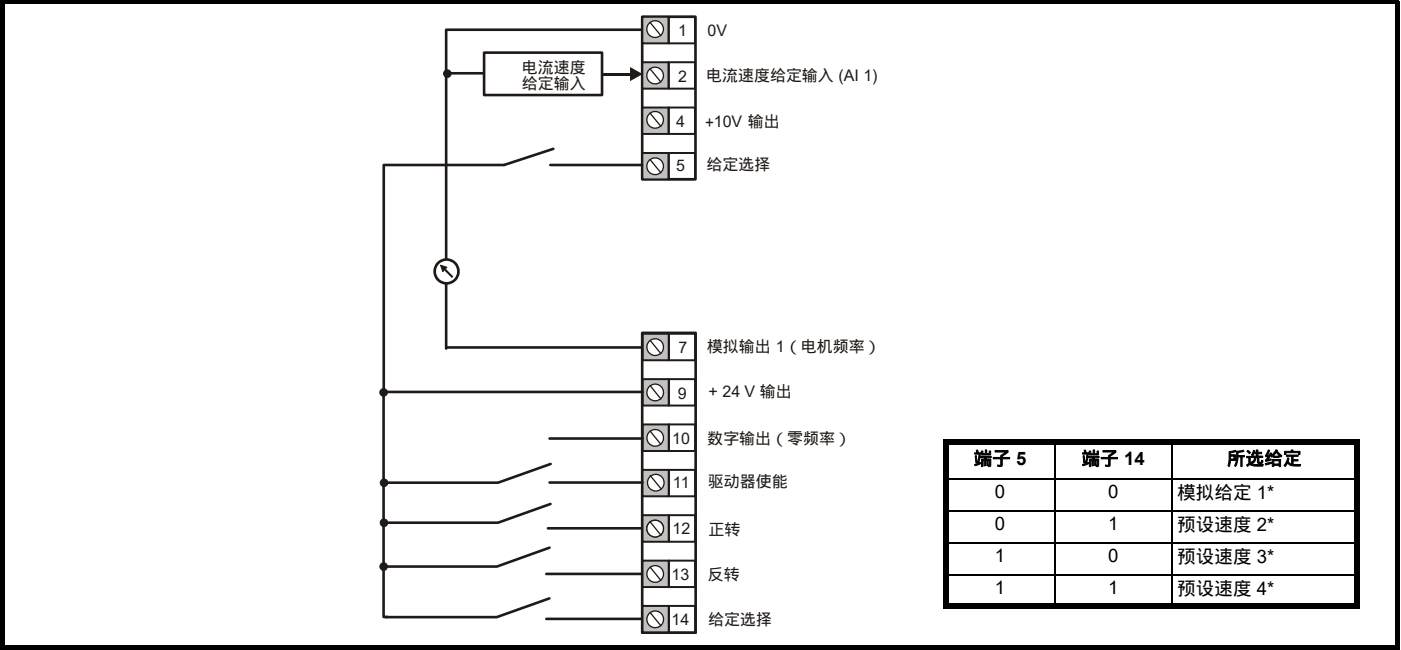 1 0V
电流速度
给定输入
2 电流速度给定输入 (AI 1)
4 +10V 输出
5 给定选择
7 模拟输出 1（电机频率）
9 + 24 V 输出
10 数字输出（零频率）
11 驱动器使能
12 正转
13 反转
14 给定选择
端子 5 端子 14 所选给定
0 0 模拟给定 1*
0 1 预设速度 2*
1 0 预设速度 3*
1 1 预设速度 4*